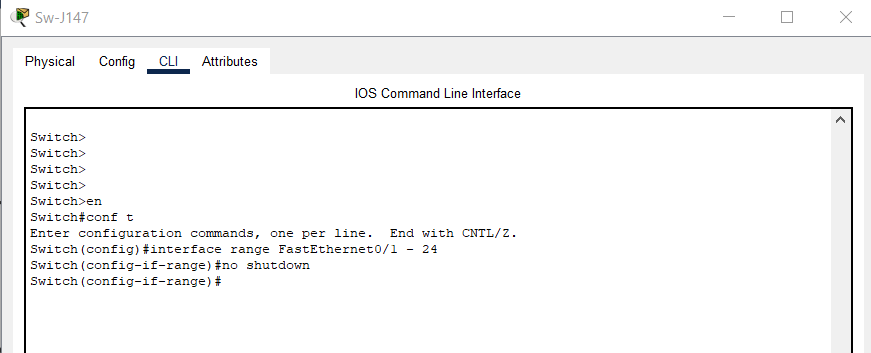 Sw-J147
Physical Config CLI Attributes
IOS Command Line Interface
Switch>
Switch>
Switch>
Switch>
Switch>en
Switch#conf t
Enter configuration commands, one per line.  End with CNTL/Z.
Switch(config)#interface range FastEthernet0/1 - 24
Switch(config-if-range)#no shutdown
Switch(config-if-range)#